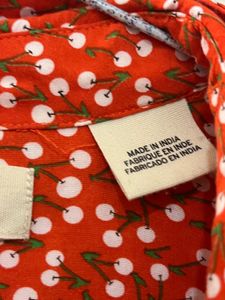 MADE IN INDIA
FABRIQUE EN INDE
FABRICADO EN INDIA